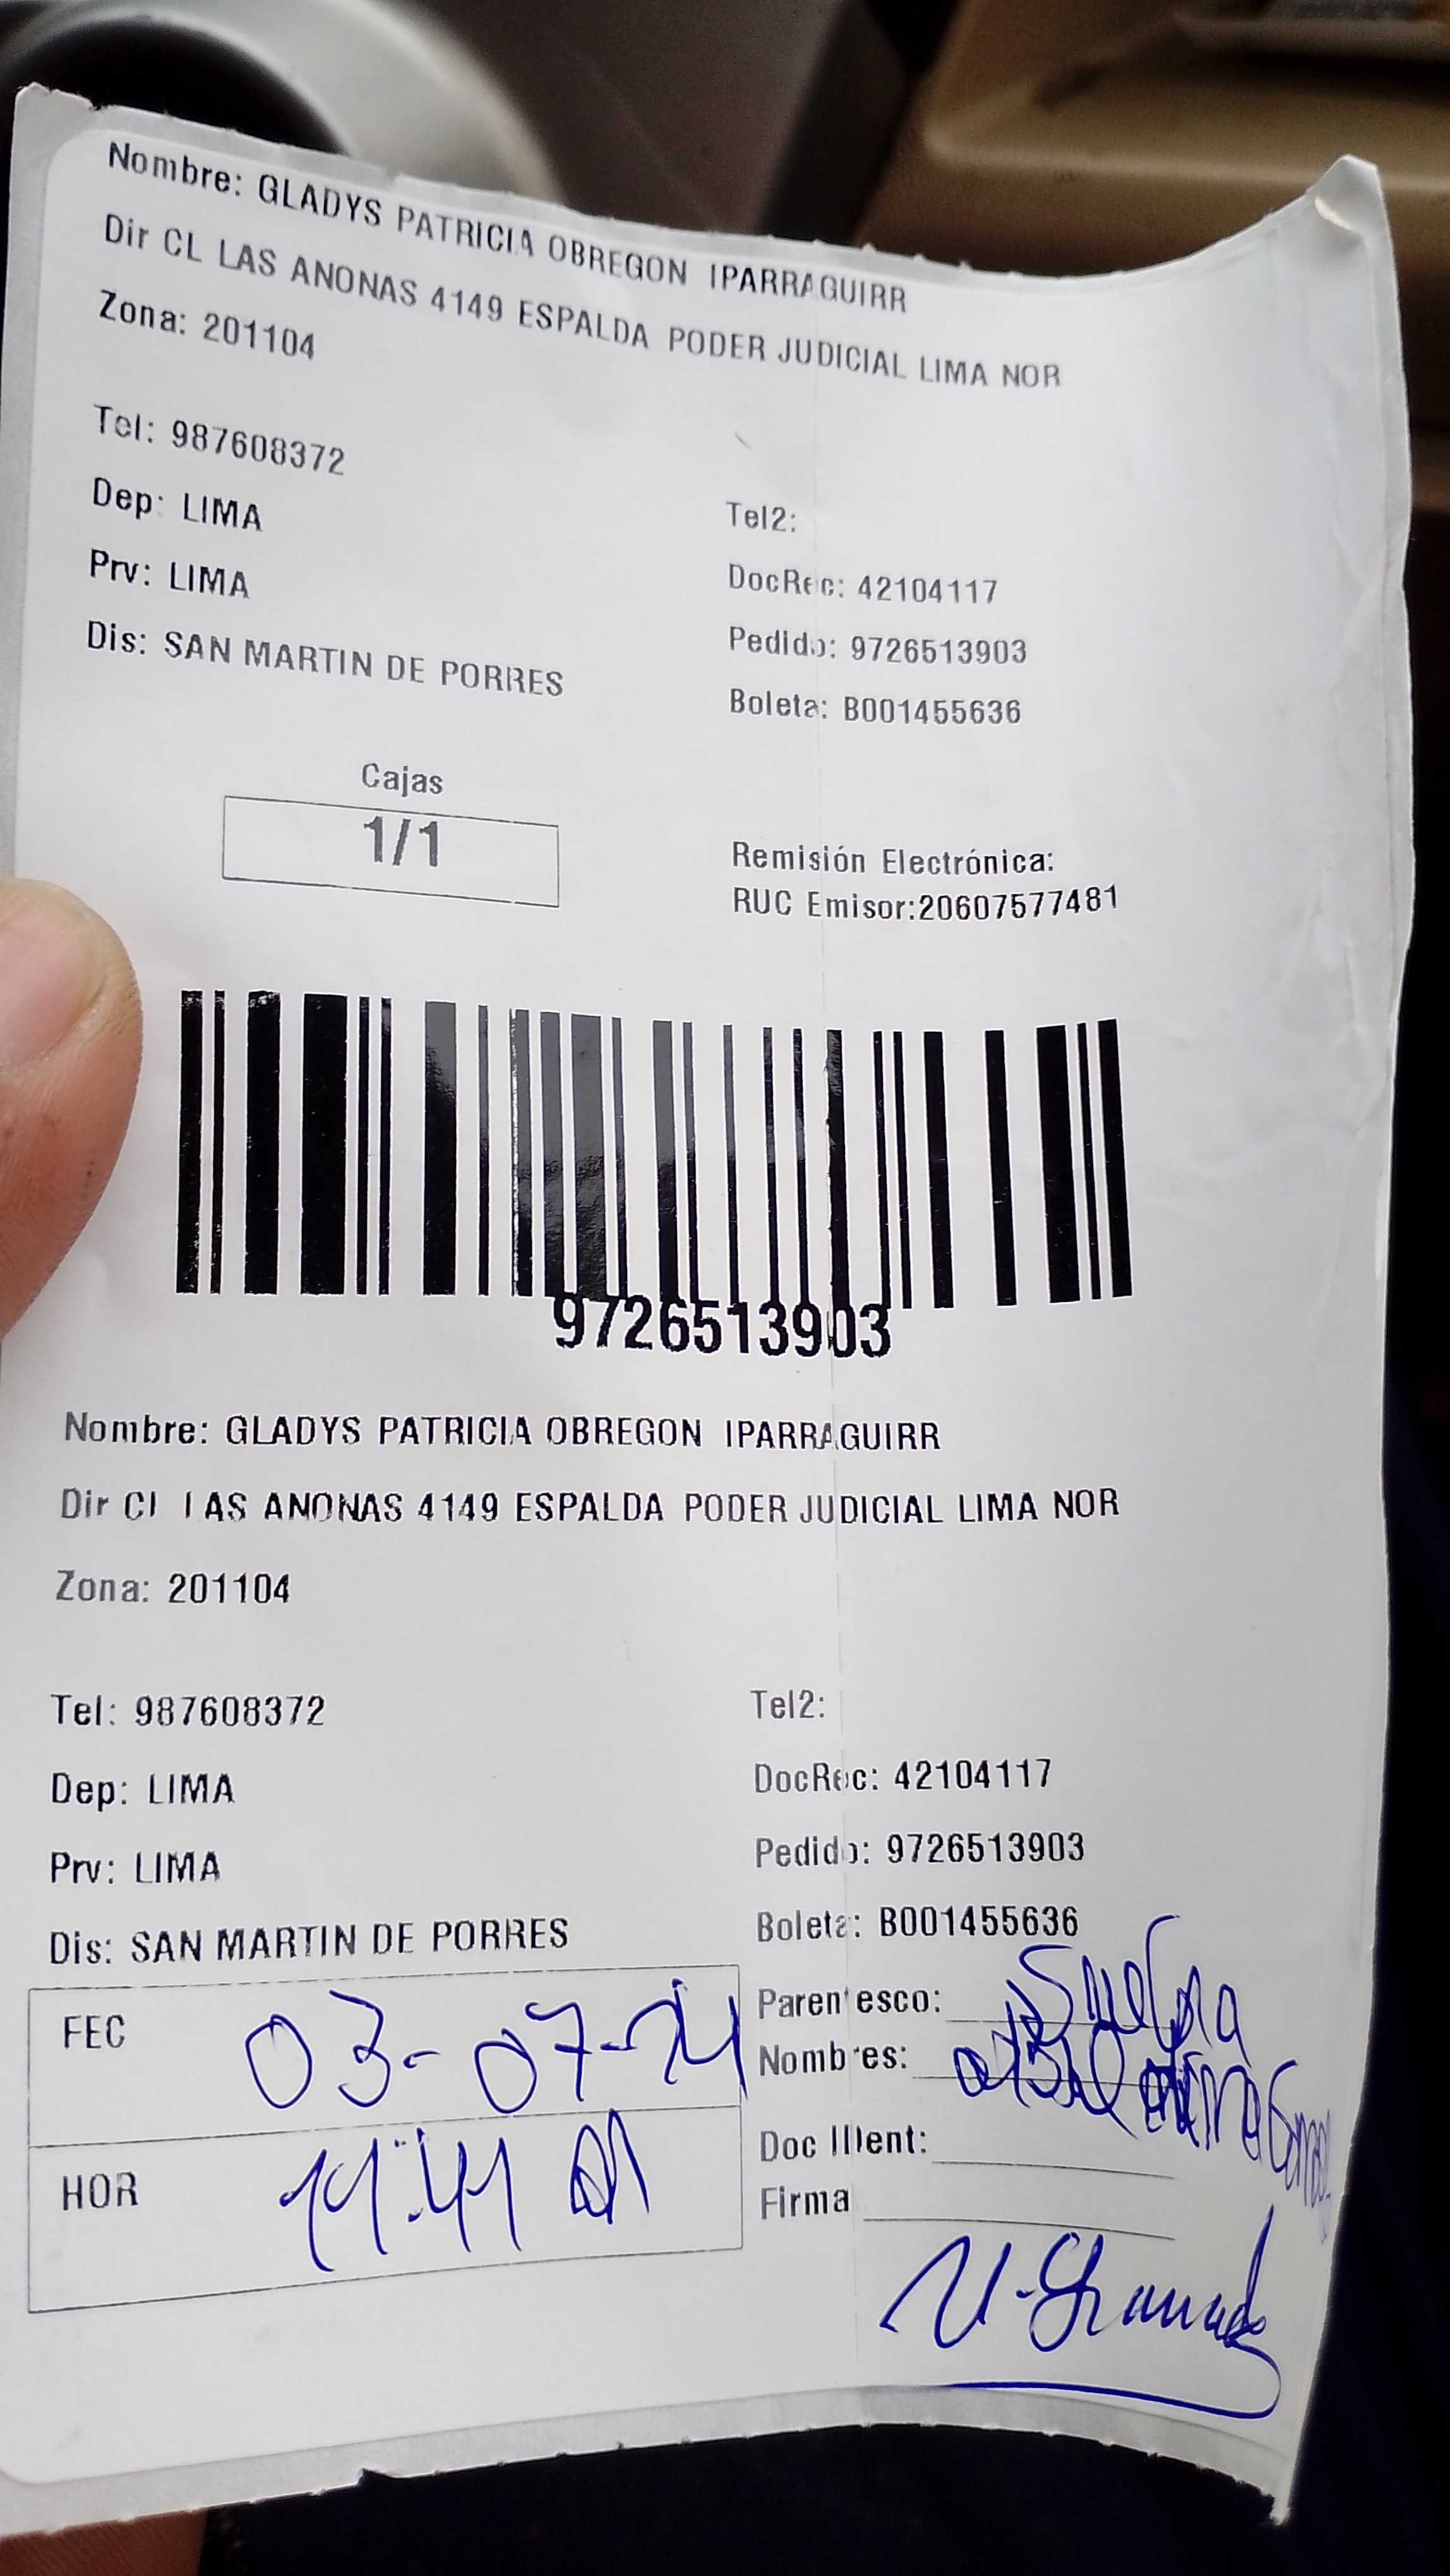 Nombre: GLADYS PATRICIA OBREGON IPARRAGUIRR
Dir CL LAS ANONAS 4149 ESPALDA PODER JUDICIAL LIMA NOR
Zona: 201104
Tel: 987608372
Tel2:
Dep: LIMA
DocRec: 42104117
Prv: LIMA
Pedido: 9726513903
Dis: SAN MARTIN DE PORRES
Boleta: B001455636
Cajas
1/1
Remisión Electrónica:
RUC Emisor:20607577481
9726513903
Nombre: GLADYS PATRICIA OBREGON IPARRAGUIRR
Dir CL LAS ANONAS 4149 ESPALDA PODER JUDICIAL LIMA NOR
Zona: 201104
Tel: 987608372
Tel2:
Dep: LIMA
DocRec: 42104117
Prv: LIMA
Pedido: 9726513903
Dis: SAN MARTIN DE PORRES
Boleta: B001455636
FEC 03-07-24
Parentesco: Suegra
Nombres:
HOR
Doc Ident:
Firma